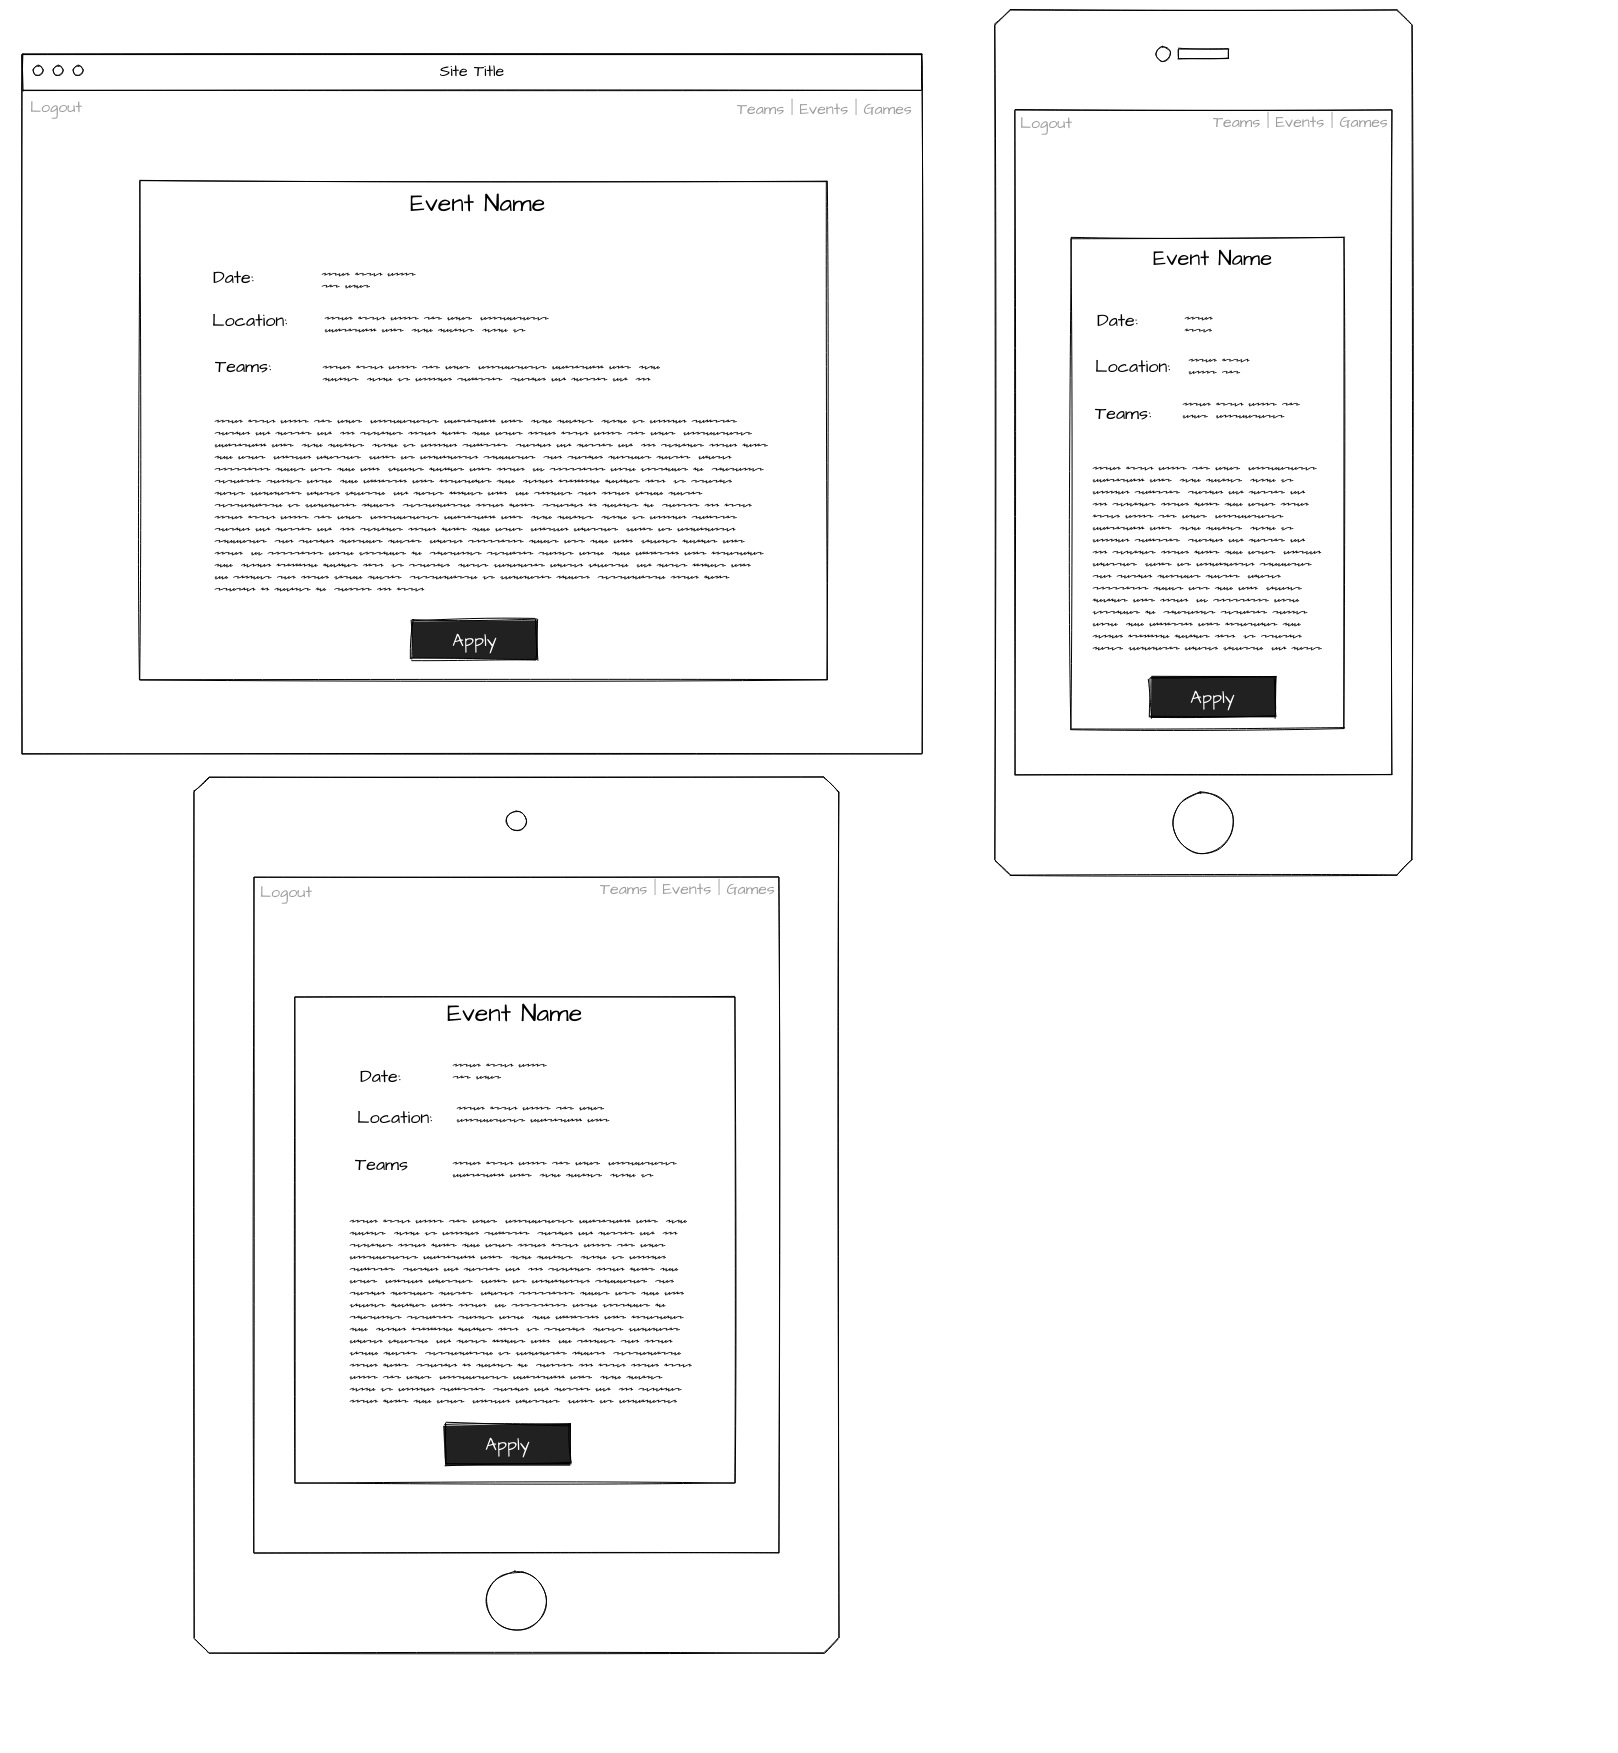 Site Title
Logout
Teams | Events | Games
Event Name
Date:
Location:
Teams:
Apply
Logout
Teams | Events | Games
Event Name
Date:
Location:
Teams:
Apply
Logout
Teams | Events | Games
Event Name
Date:
Location:
Teams
Apply